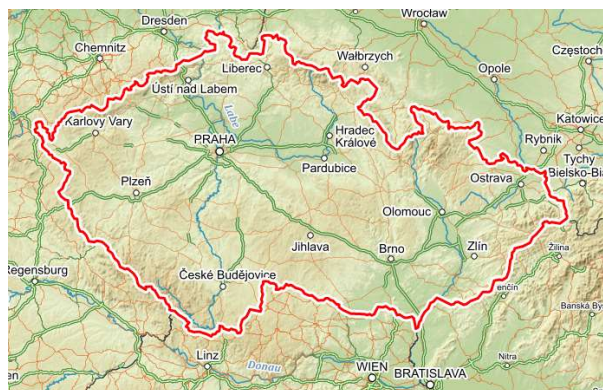 Dresden
Wrocław
Chemnitz
Liberec
Wałbrzych
Częstoch
Ústí nad Labem
Opole
Labe
Karlovy Vary
Hradec
Králové
Katowice
PRAHA
Rybnik
Tychy
Pardubice
Bielsko-Bia
Plzeň
Ostrava
Olomouc
Jihlava
Brno
Zlín
Žilina
Regensburg
České Budějovice
enčín
Banská By
Linz
Donau
WIEN
Nitra
BRATISLAVA